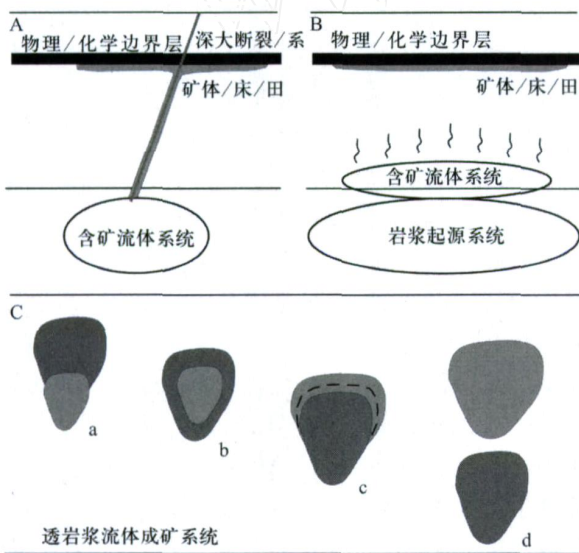 A
物理/化学边界层
深大断裂/系
矿体/床/田
含矿流体系统
B
物理/化学边界层
矿体/床/田
含矿流体系统
岩浆起源系统
C
a
b
c
d
透岩浆流体成矿系统